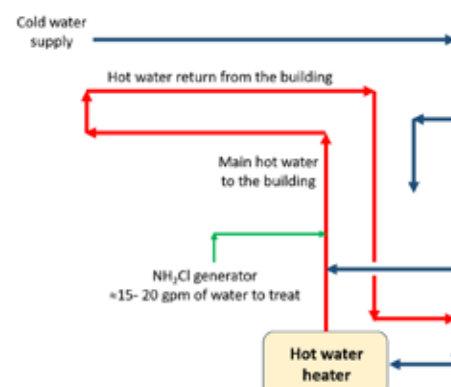 Cold water
supply
Hot water return from the building
Main hot water
to the building
NH₂Cl generator
≈15- 20 gpm of water to treat
Hot water
heater